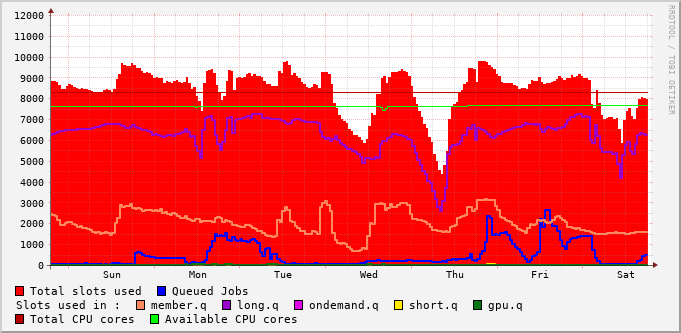 12000
11000
10000
9000
8000
7000
6000
5000
4000
3000
2000
1000
0
Sun Mon Tue Wed Thu Fri Sat
Total slots used Queued Jobs
Slots used in : member.q long.q ondemand.q short.q gpu.q
Total CPU cores Available CPU cores
RRDTOOL / TOBI OETIKER